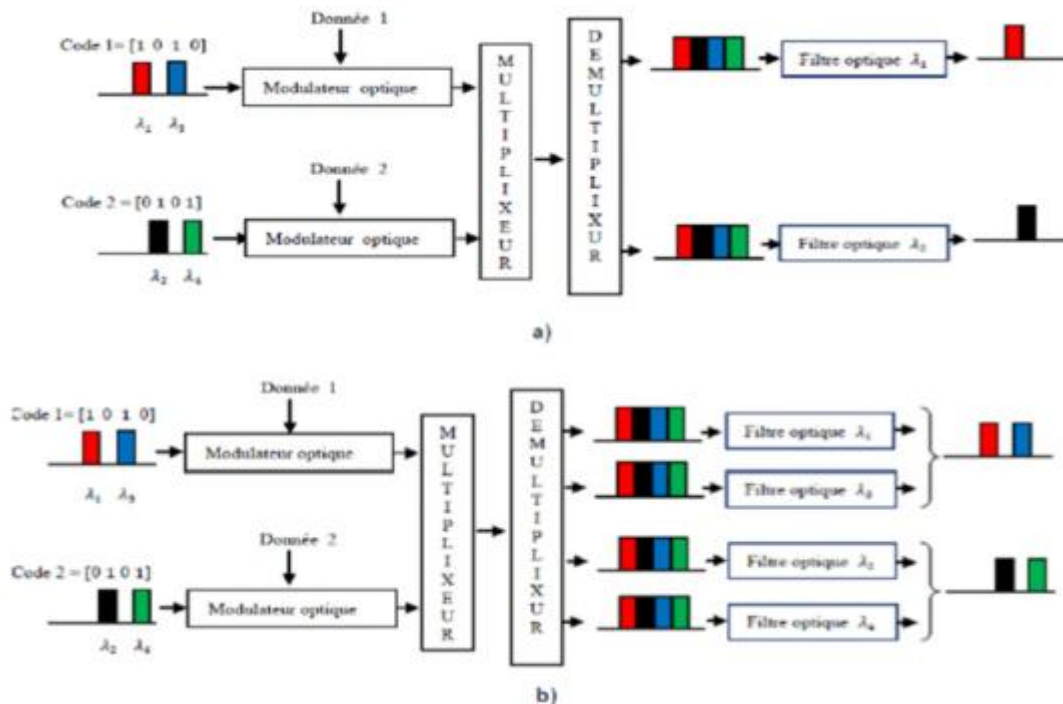 Donnée 1
Code 1= [1 0 1 0]
Modulateur optique
λ₁ λ₃
Donnée 2
Code 2 = [0 1 0 1]
Modulateur optique
λ₂ λ₄
MULTIPLIXEUR
DEMULTIPLIXUR
Filtre optique λ₁
Filtre optique λ₂
a)
Donnée 1
Code 1= [1 0 1 0]
Modulateur optique
λ₁ λ₃
Donnée 2
Code 2 = [0 1 0 1]
Modulateur optique
λ₂ λ₄
MULTIPLIXEUR
DEMULTIPLIXUR
Filtre optique λ₁
Filtre optique λ₃
Filtre optique λ₂
Filtre optique λ₄
b)